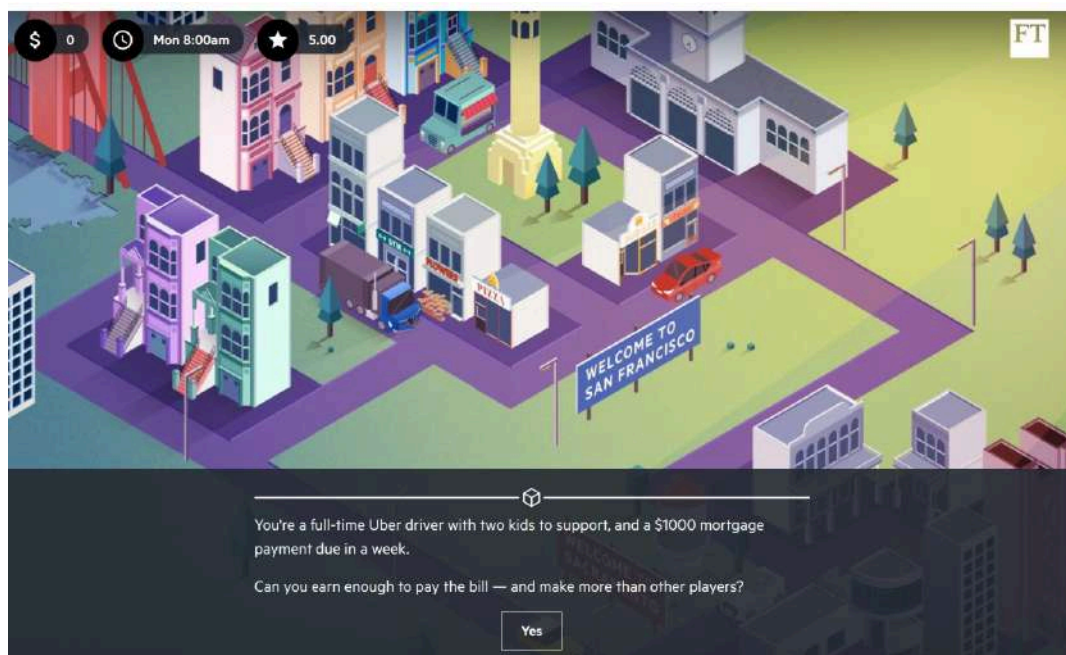 $ 0 Mon 8:00am 5.00
FT
GYM
FLOWERS
PIZZA
WELCOME TO
SAN FRANCISCO
You're a full-time Uber driver with two kids to support, and a $1000 mortgage
payment due in a week.
Can you earn enough to pay the bill — and make more than other players?
Yes